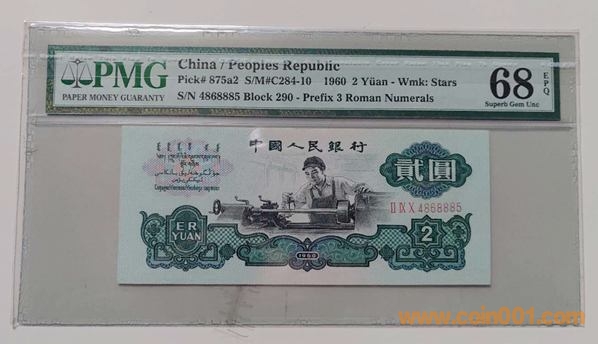 PMG
PAPER MONEY GUARANTY
China / Peoples Republic
Pick# 875a2 S/M#C284-10 1960 2 Yüan - Wmk: Stars
S/N 4868885 Block 290 - Prefix 3 Roman Numerals
68 EPQ
Superb Gem Unc
中國人民銀行
貳圓
II IX X 4868885
ER
YUAN
2
1960
www.coin001.com